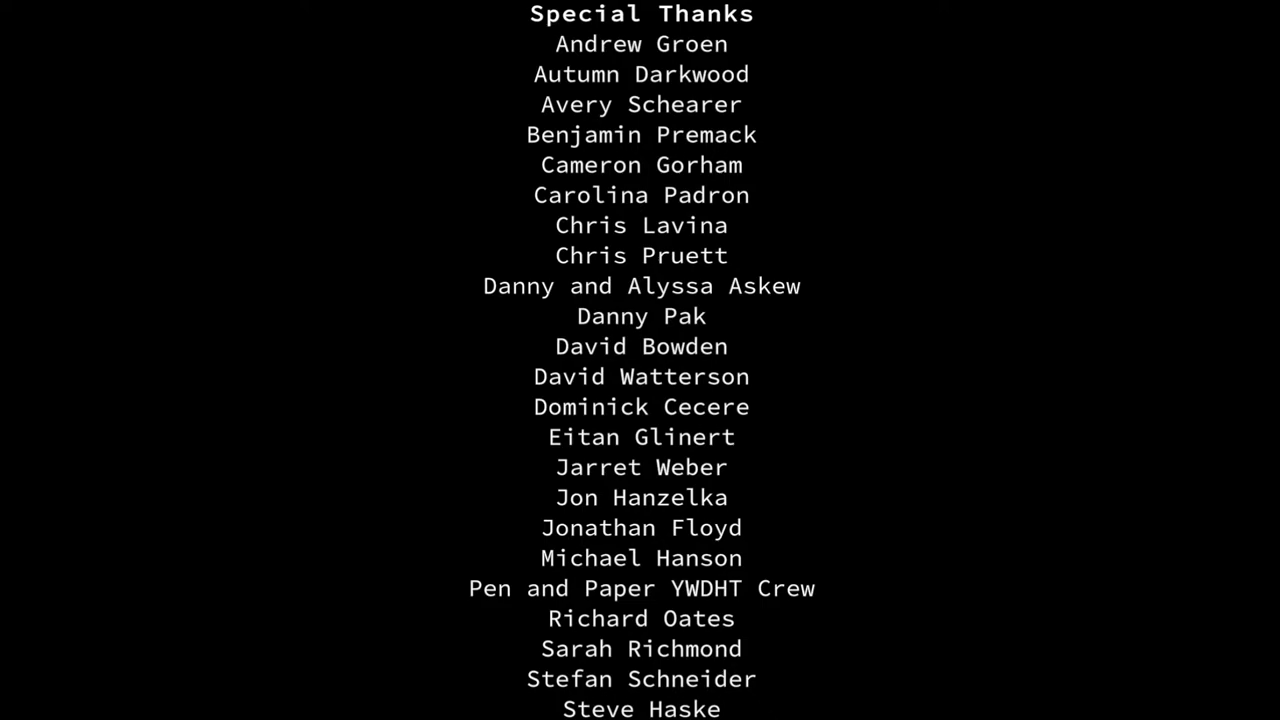 Special Thanks
Andrew Groen
Autumn Darkwood
Avery Schearer
Benjamin Premack
Cameron Gorham
Carolina Padron
Chris Lavina
Chris Pruett
Danny and Alyssa Askew
Danny Pak
David Bowden
David Watterson
Dominick Cecere
Eitan Glinert
Jarret Weber
Jon Hanzelka
Jonathan Floyd
Michael Hanson
Pen and Paper YWDHT Crew
Richard Oates
Sarah Richmond
Stefan Schneider
Steve Haske